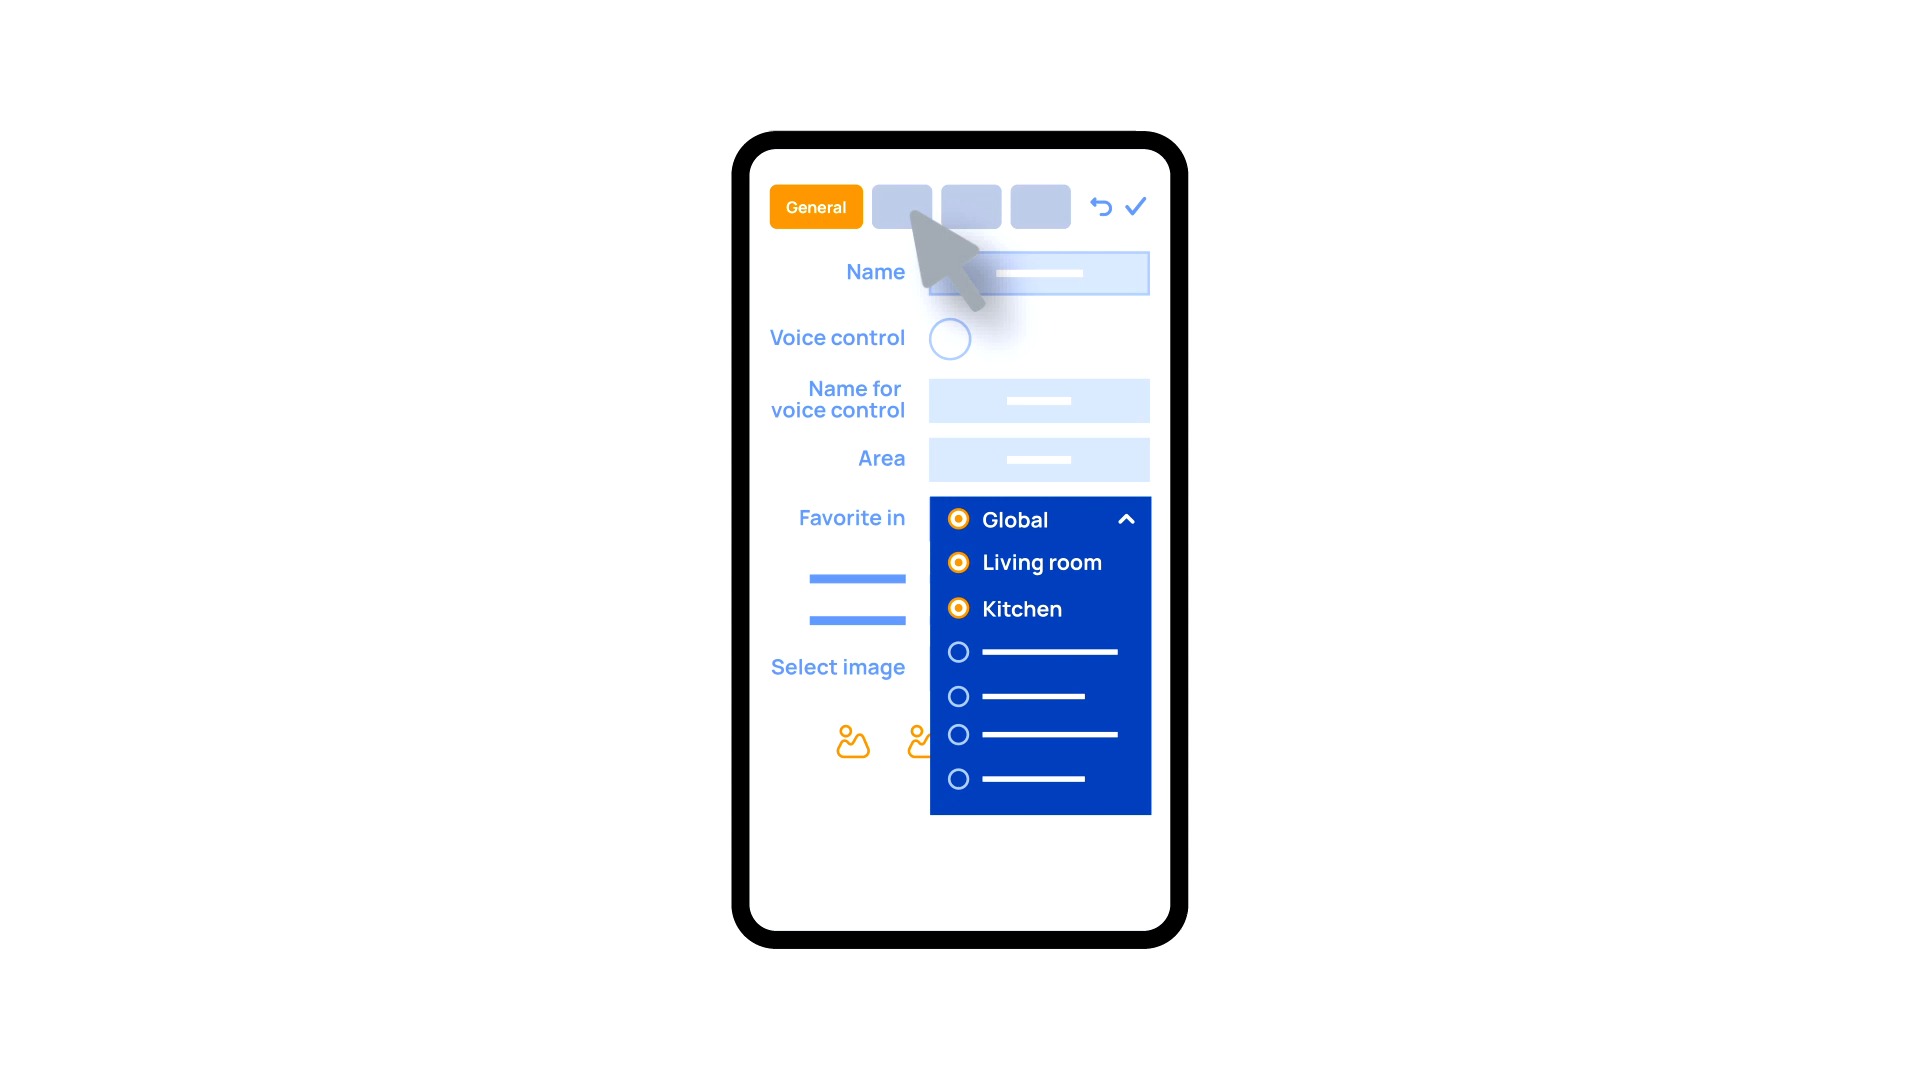 General
Name
Voice control
Name for
voice control
Area
Favorite in
Global
Living room
Kitchen
Select image